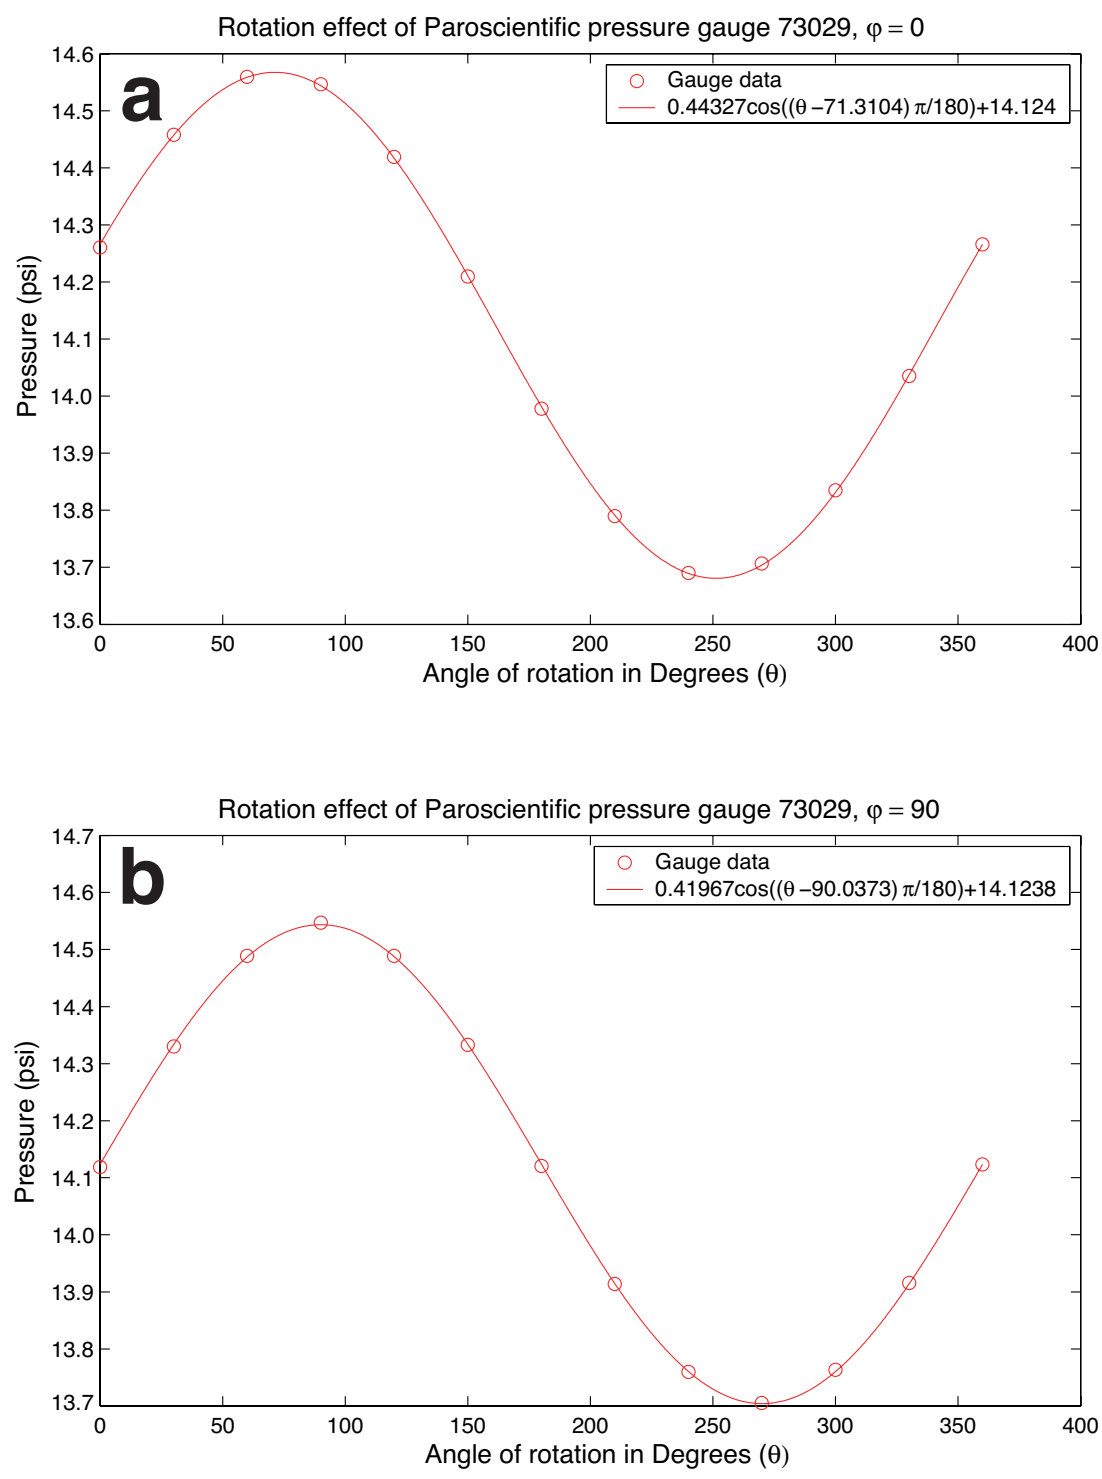 Rotation effect of Paroscientific pressure gauge 73029, φ = 0
a
Gauge data
0.44327cos((θ −71.3104) π/180)+14.124
14.6
14.5
14.4
14.3
14.2
14.1
14.0
13.9
13.8
13.7
13.6
Pressure (psi)
0 50 100 150 200 250 300 350 400
Angle of rotation in Degrees (θ)
Rotation effect of Paroscientific pressure gauge 73029, φ = 90
b
Gauge data
0.41967cos((θ −90.0373) π/180)+14.1238
14.7
14.6
14.5
14.4
14.3
14.2
14.1
14.0
13.9
13.8
13.7
Pressure (psi)
0 50 100 150 200 250 300 350 400
Angle of rotation in Degrees (θ)